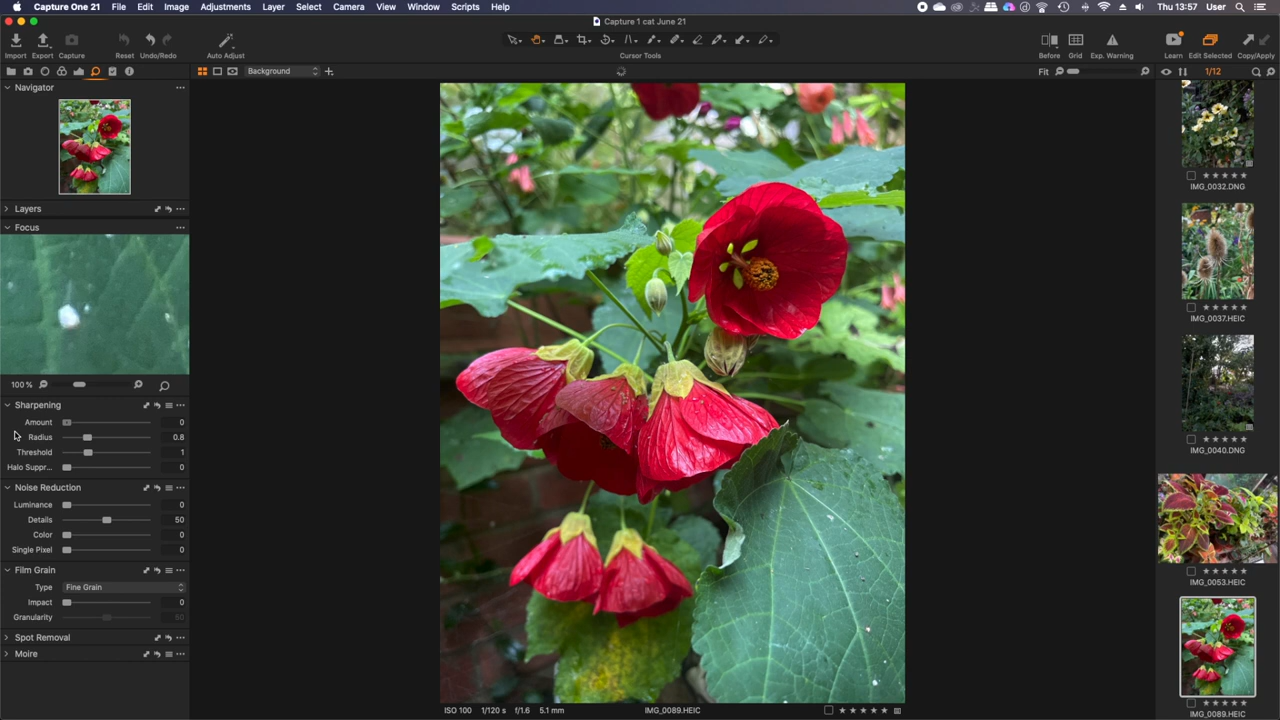 Capture One 21 File Edit Image Adjustments Layer Select Camera View Window Scripts Help
Thu 13:57 User
Capture 1 cat June 21
Import Export Capture Reset Undo/Redo Auto Adjust Cursor Tools Before Grid Exp. Warning Learn Edit Selected Copy/Apply
Background
Fit
1/12
Navigator
Layers
Focus
100 %
Sharpening
Amount 0
Radius 0.8
Threshold 1
Halo Suppr... 0
Noise Reduction
Luminance 0
Details 50
Color 0
Single Pixel 0
Film Grain
Type Fine Grain
Impact 0
Granularity 50
Spot Removal
Moire
ISO 100 1/120 s f/1.6 5.1 mm IMG_0089.HEIC
IMG_0032.DNG
IMG_0037.HEIC
IMG_0040.DNG
IMG_0053.HEIC
IMG_0089.HEIC